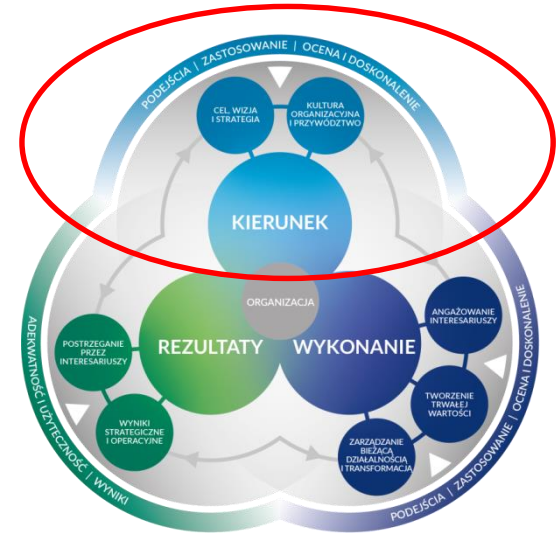 PODEJŚCIA | ZASTOSOWANIE | OCENA I DOSKONALENIE
CEL, WIZJA
I STRATEGIA
KULTURA
ORGANIZACYJNA
I PRZYWÓDZTWO
KIERUNEK
ORGANIZACJA
REZULTATY
WYKONANIE
POSTRZEGANIE
PRZEZ
INTERESARIUSZY
WYNIKI
STRATEGICZNE
I OPERACYJNE
ANGAŻOWANIE
INTERESARIUSZY
TWORZENIE
TRWAŁEJ
WARTOŚCI
ZARZĄDZANIE
BIEŻĄCĄ
DZIAŁALNOŚCIĄ
I TRANSFORMACJĄ
ADEKWATNOŚĆ I UŻYTECZNOŚĆ | WYNIKI
PODEJŚCIA | ZASTOSOWANIE | OCENA I DOSKONALENIE